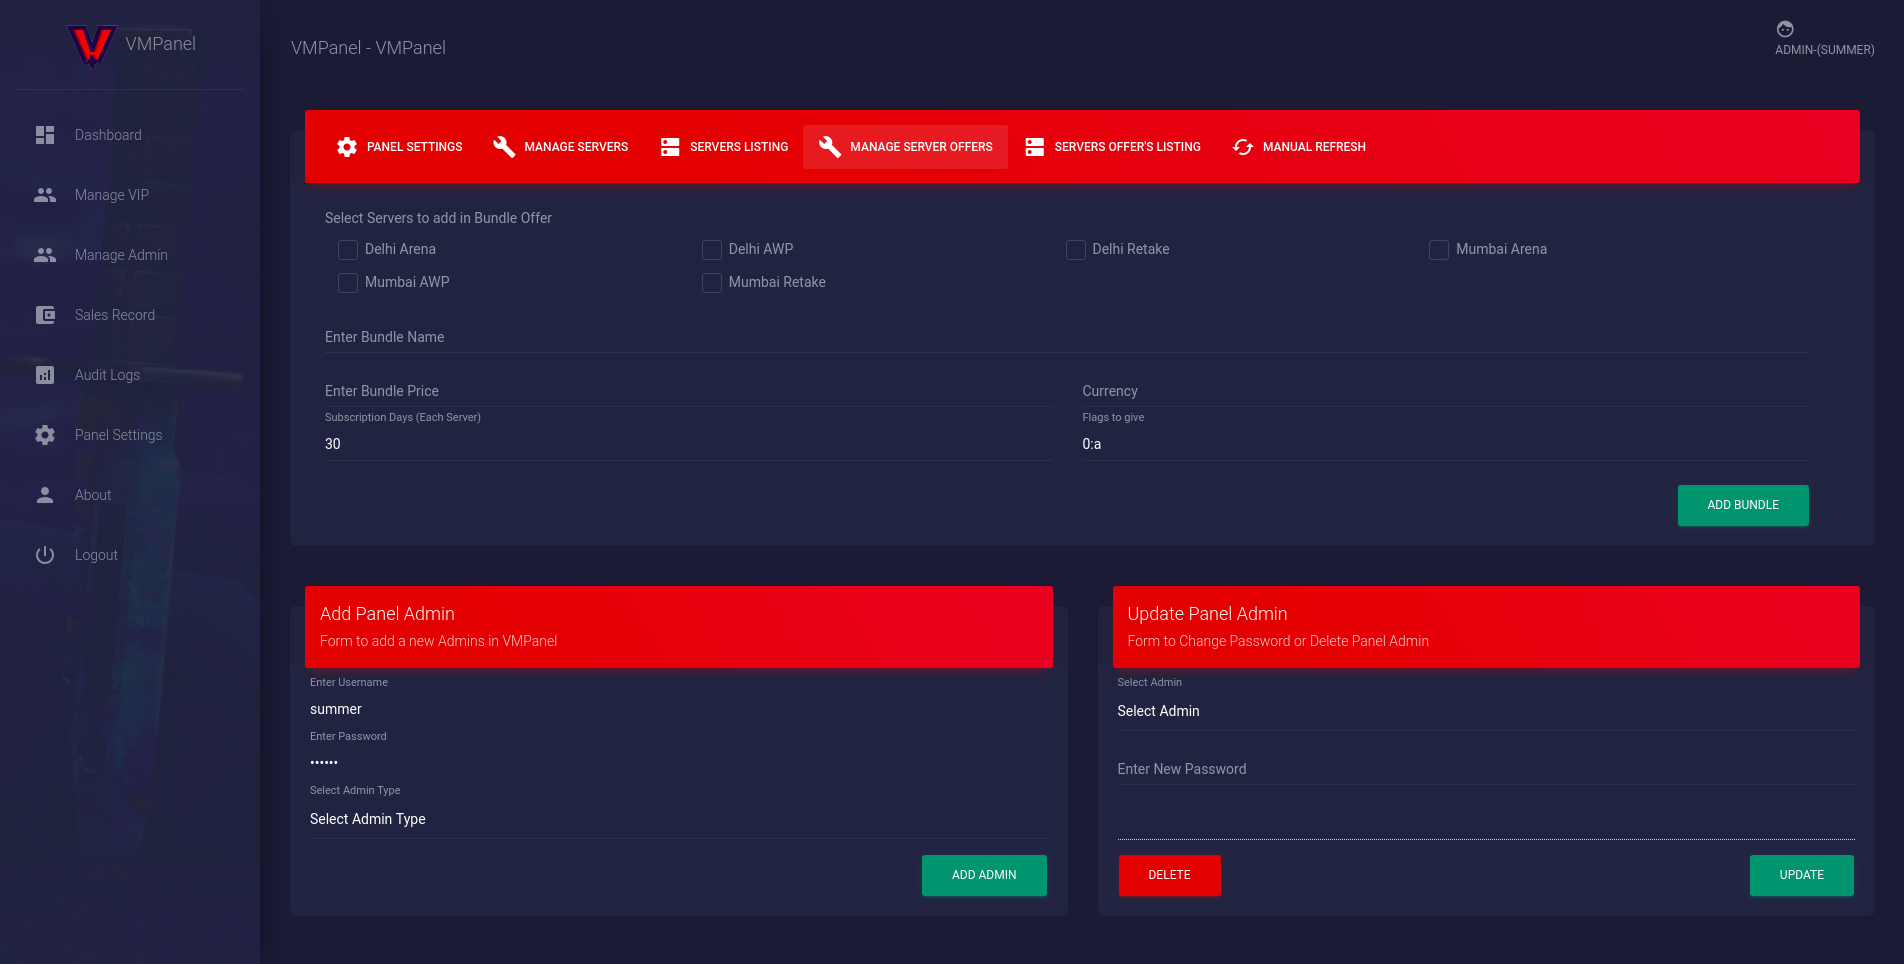 VMPanel
Dashboard
Manage VIP
Manage Admin
Sales Record
Audit Logs
Panel Settings
About
Logout
VMPanel - VMPanel
ADMIN-(SUMMER)
PANEL SETTINGS MANAGE SERVERS SERVERS LISTING MANAGE SERVER OFFERS SERVERS OFFER'S LISTING MANUAL REFRESH
Select Servers to add in Bundle Offer
Delhi Arena Delhi AWP Delhi Retake Mumbai Arena
Mumbai AWP Mumbai Retake
Enter Bundle Name
Enter Bundle Price Currency
Subscription Days (Each Server) Flags to give
30 0:a
ADD BUNDLE
Add Panel Admin
Form to add a new Admins in VMPanel
Enter Username
summer
Enter Password
••••••
Select Admin Type
Select Admin Type
ADD ADMIN
Update Panel Admin
Form to Change Password or Delete Panel Admin
Select Admin
Select Admin
Enter New Password
DELETE UPDATE